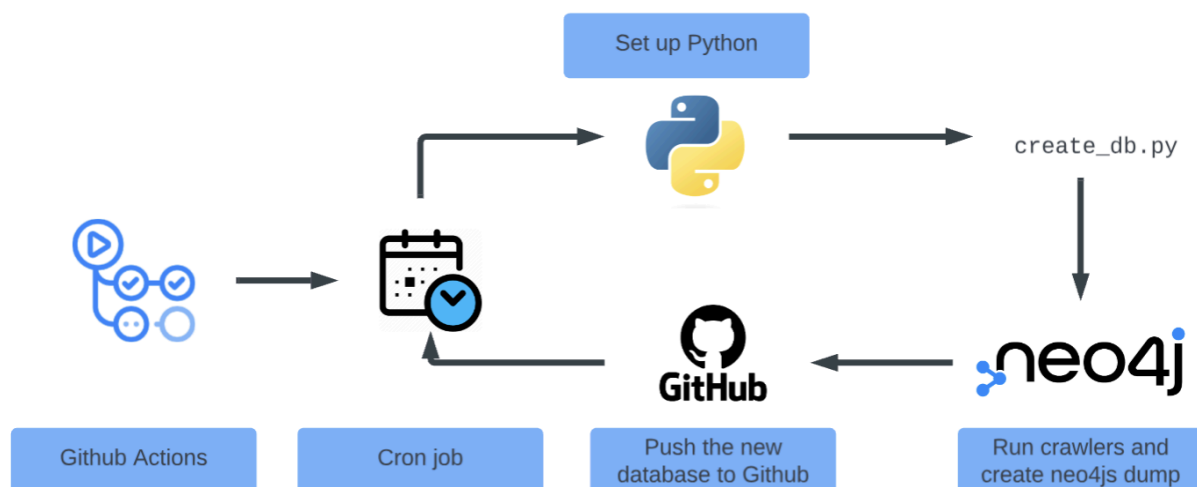 Set up Python
create_db.py
GitHub
neo4j
Github Actions
Cron job
Push the new
database to Github
Run crawlers and
create neo4js dump